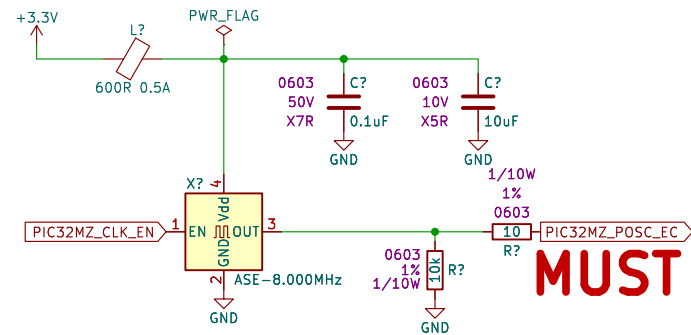 +3.3V
PWR_FLAG
L?
600R 0.5A
0603
50V
X7R
C?
0.1uF
GND
0603
10V
X5R
C?
10uF
GND
X?
4
Vdd
PIC32MZ_CLK_EN
1
EN
OUT
3
GND
2
ASE-8.000MHz
GND
1/10W
1%
0603
10
R?
PIC32MZ_POSC_EC
0603
1%
1/10W
10k
R?
GND
MUST